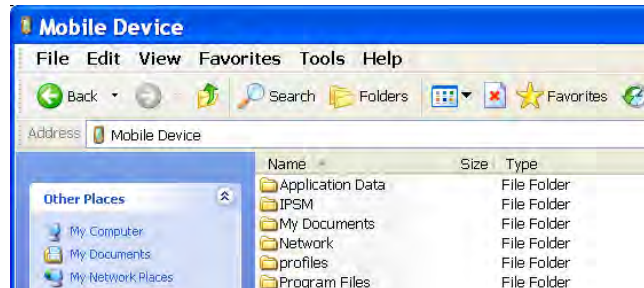 Mobile Device
File Edit View Favorites Tools Help
Back Search Folders Favorites
Address Mobile Device
Name Size Type
Application Data File Folder
IPSM File Folder
My Documents File Folder
Network File Folder
profiles File Folder
Program Files File Folder
Other Places
My Computer
My Documents
My Network Places